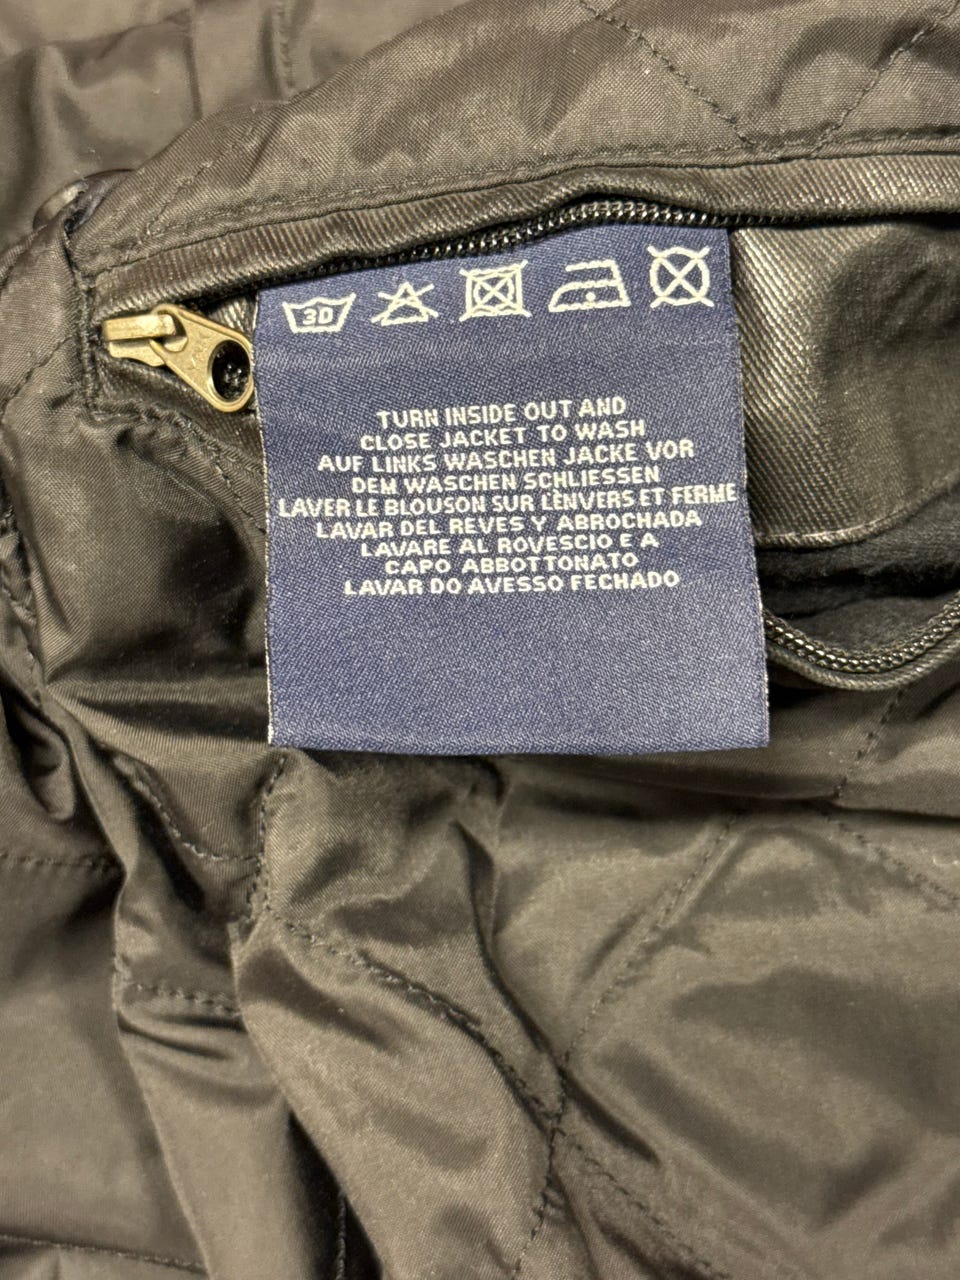 30
TURN INSIDE OUT AND
CLOSE JACKET TO WASH
AUF LINKS WASCHEN JACKE VOR
DEM WASCHEN SCHLIESSEN
LAVER LE BLOUSON SUR L'ENVERS ET FERME
LAVAR DEL REVES Y ABROCHADA
LAVARE AL ROVESCIO E A
CAPO ABBOTTONATO
LAVAR DO AVESSO FECHADO